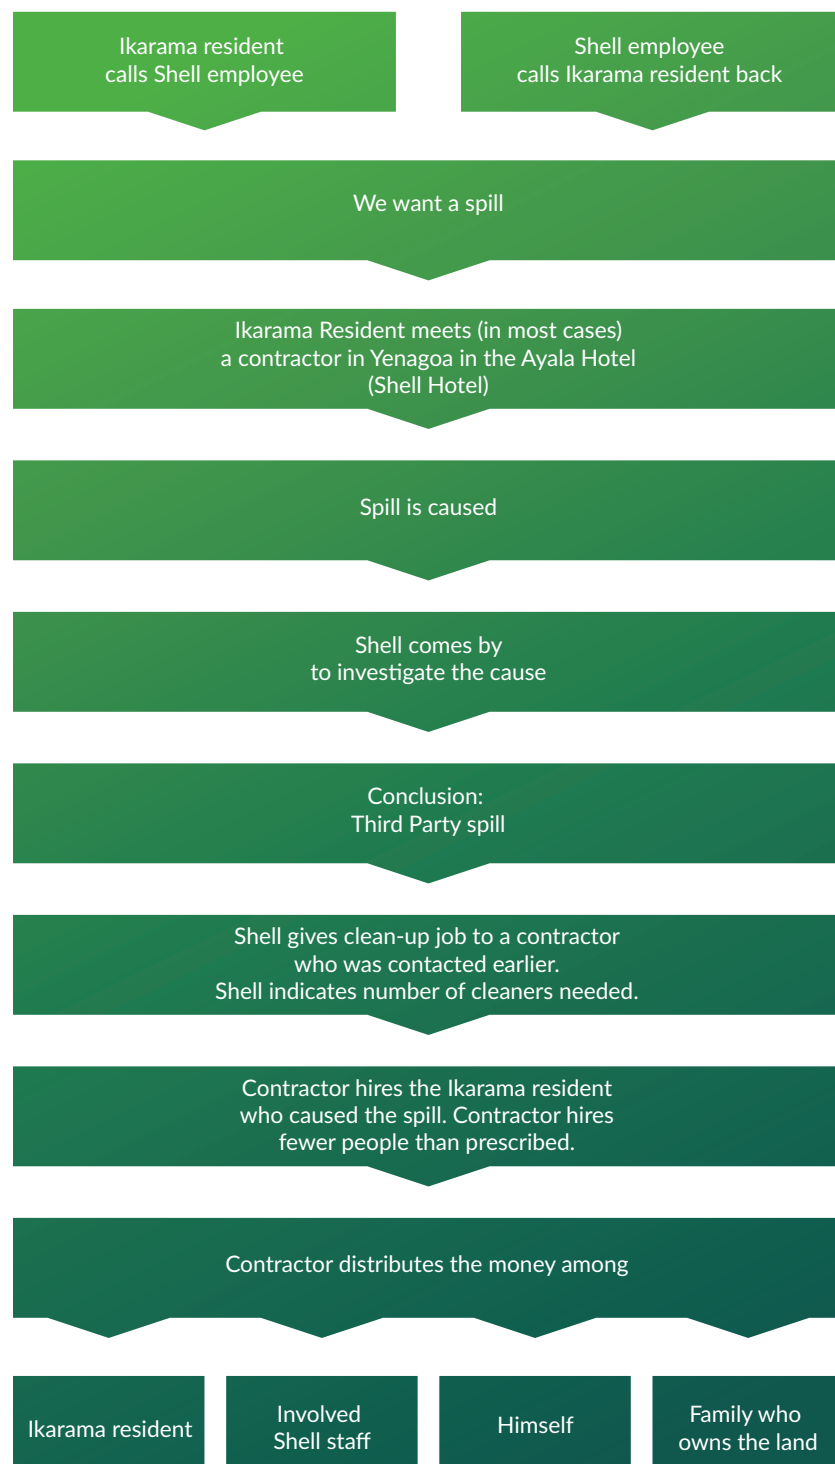 Ikarama resident
calls Shell employee
Shell employee
calls Ikarama resident back
We want a spill
Ikarama Resident meets (in most cases)
a contractor in Yenagoa in the Ayala Hotel
(Shell Hotel)
Spill is caused
Shell comes by
to investigate the cause
Conclusion:
Third Party spill
Shell gives clean-up job to a contractor
who was contacted earlier.
Shell indicates number of cleaners needed.
Contractor hires the Ikarama resident
who caused the spill. Contractor hires
fewer people than prescribed.
Contractor distributes the money among
Ikarama resident
Involved
Shell staff
Himself
Family who
owns the land